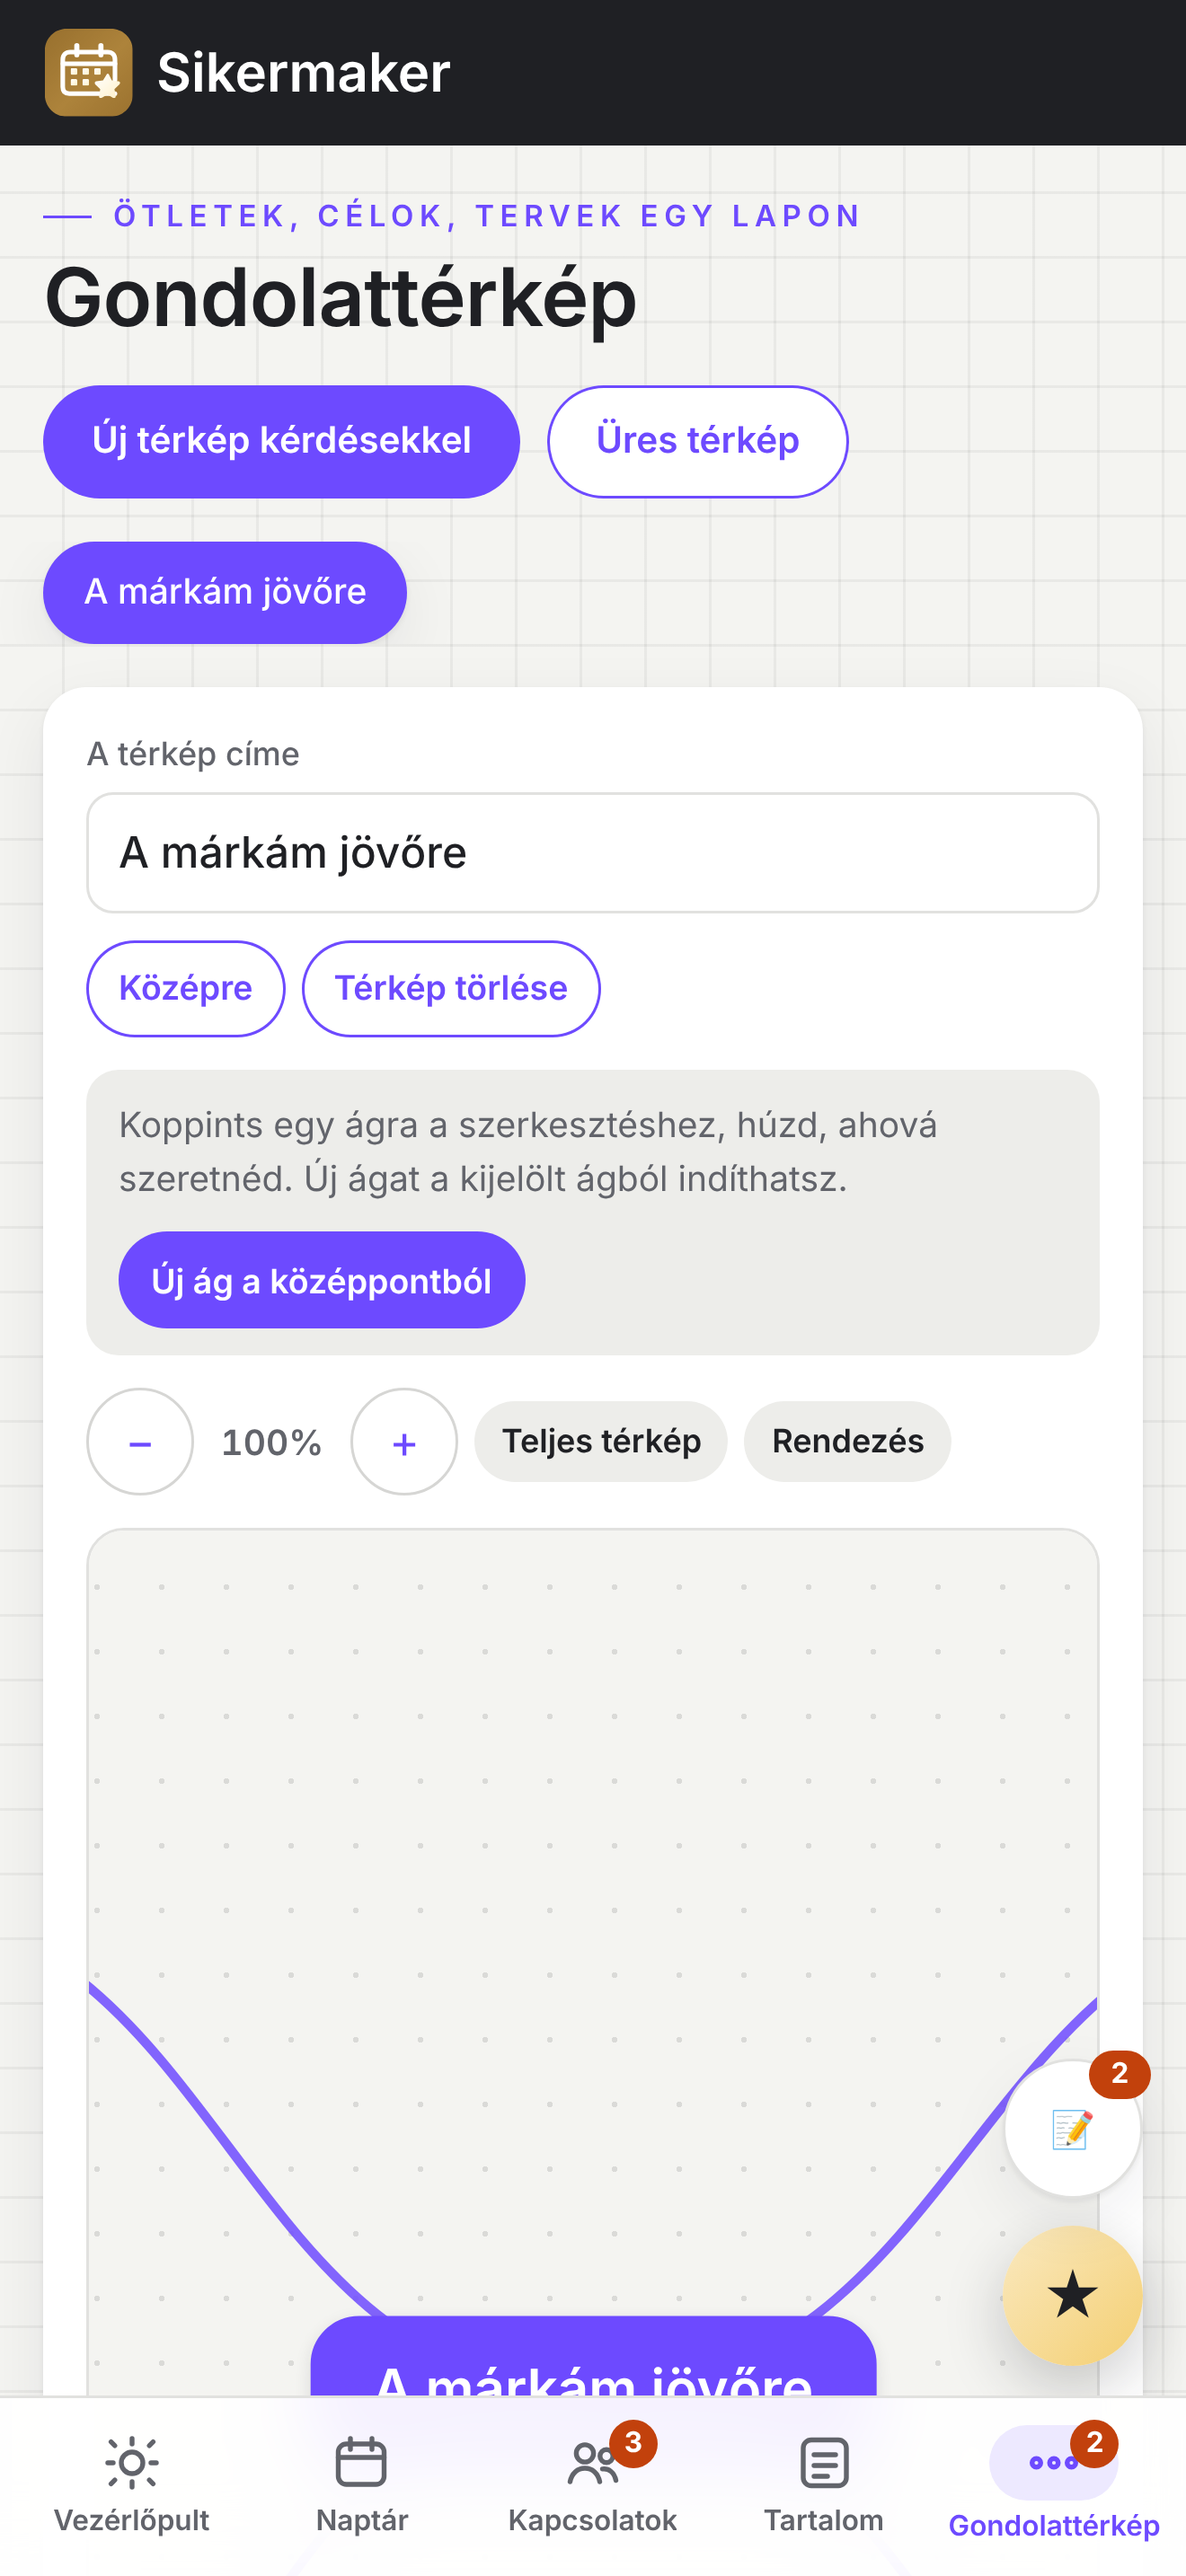 Sikermaker
ÖTLETEK, CÉLOK, TERVEK EGY LAPON
Gondolattérkép
Új térkép kérdésekkel
Üres térkép
A márkám jövőre
A térkép címe
A márkám jövőre
Középre
Térkép törlése
Koppints egy ágra a szerkesztéshez, húzd, ahová
szeretnéd. Új ágat a kijelölt ágból indíthatsz.
Új ág a középpontból
− 100% +
Teljes térkép
Rendezés
2
A márkám jövőre
3
2
Vezérlőpult
Naptár
Kapcsolatok
Tartalom
Gondolattérkép